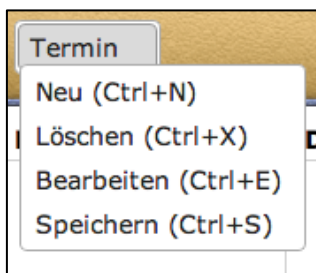 Termin
Neu (Ctrl+N)
Löschen (Ctrl+X)
Bearbeiten (Ctrl+E)
Speichern (Ctrl+S)